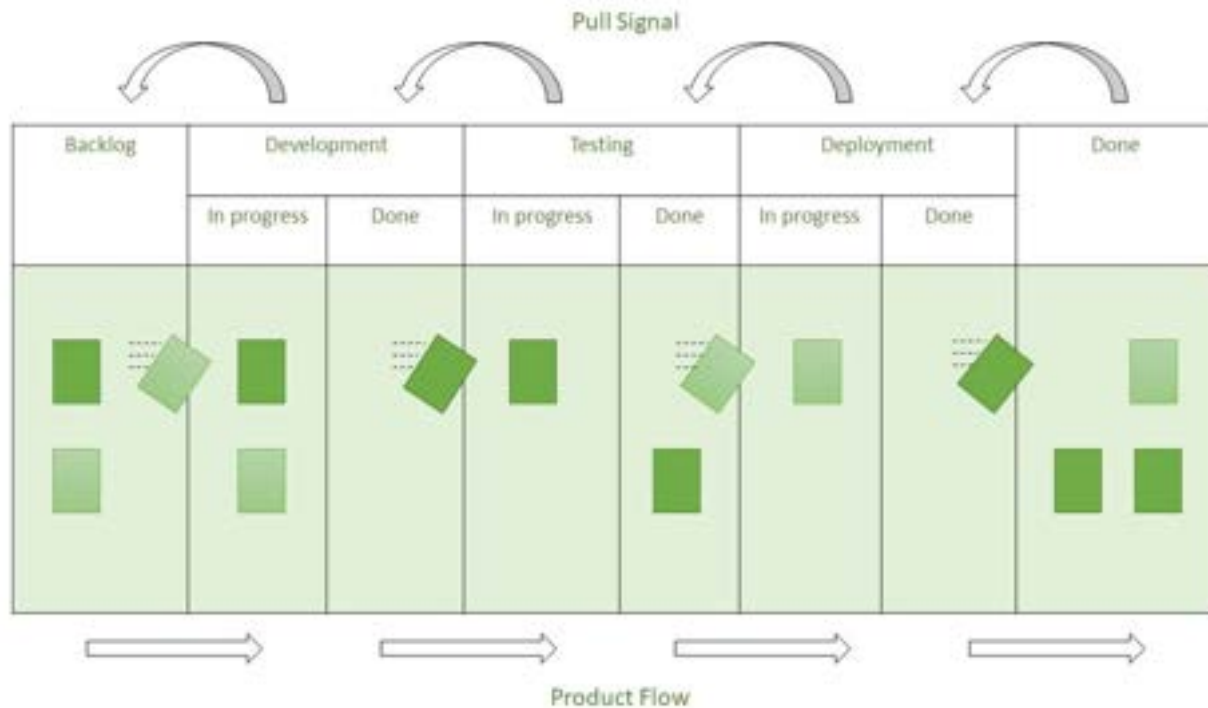 Pull Signal
Backlog Development Testing Deployment Done
In progress Done In progress Done In progress Done
Product Flow